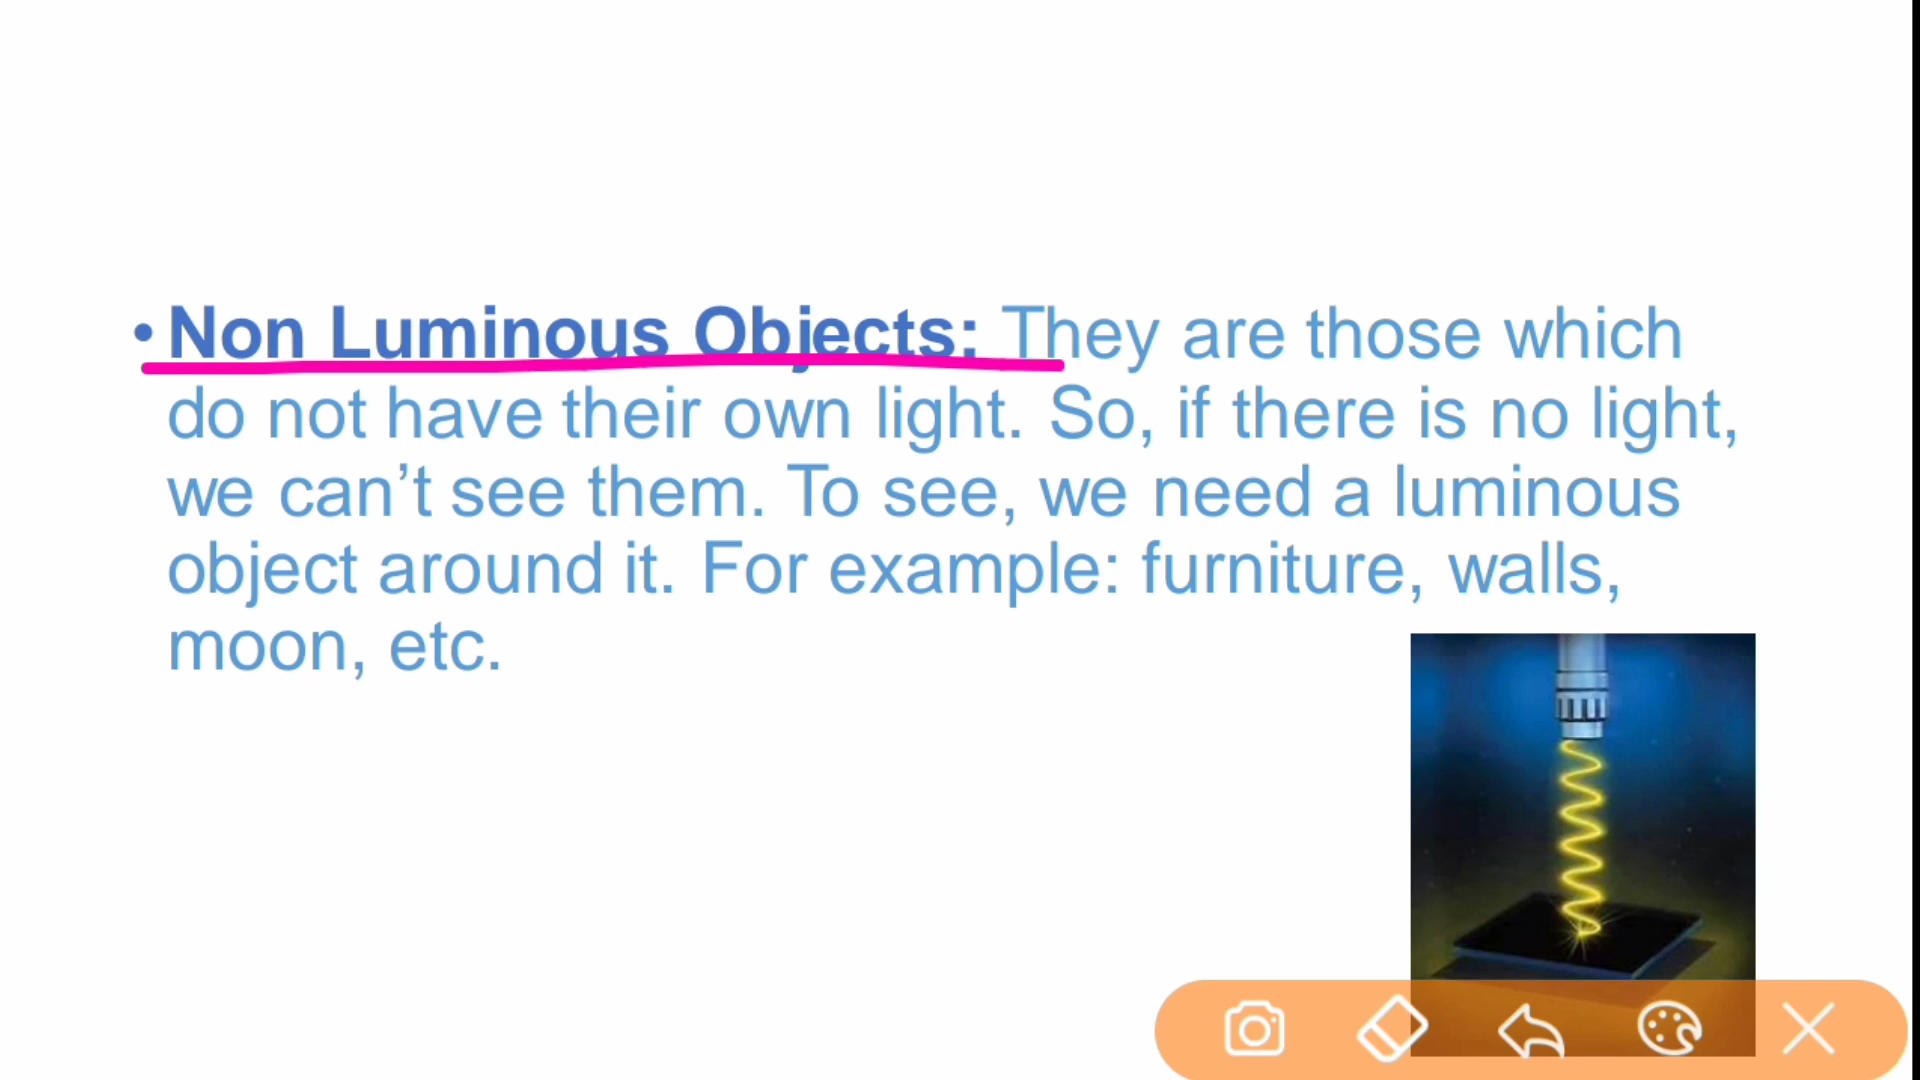 • Non Luminous Objects: They are those which
do not have their own light. So, if there is no light,
we can’t see them. To see, we need a luminous
object around it. For example: furniture, walls,
moon, etc.